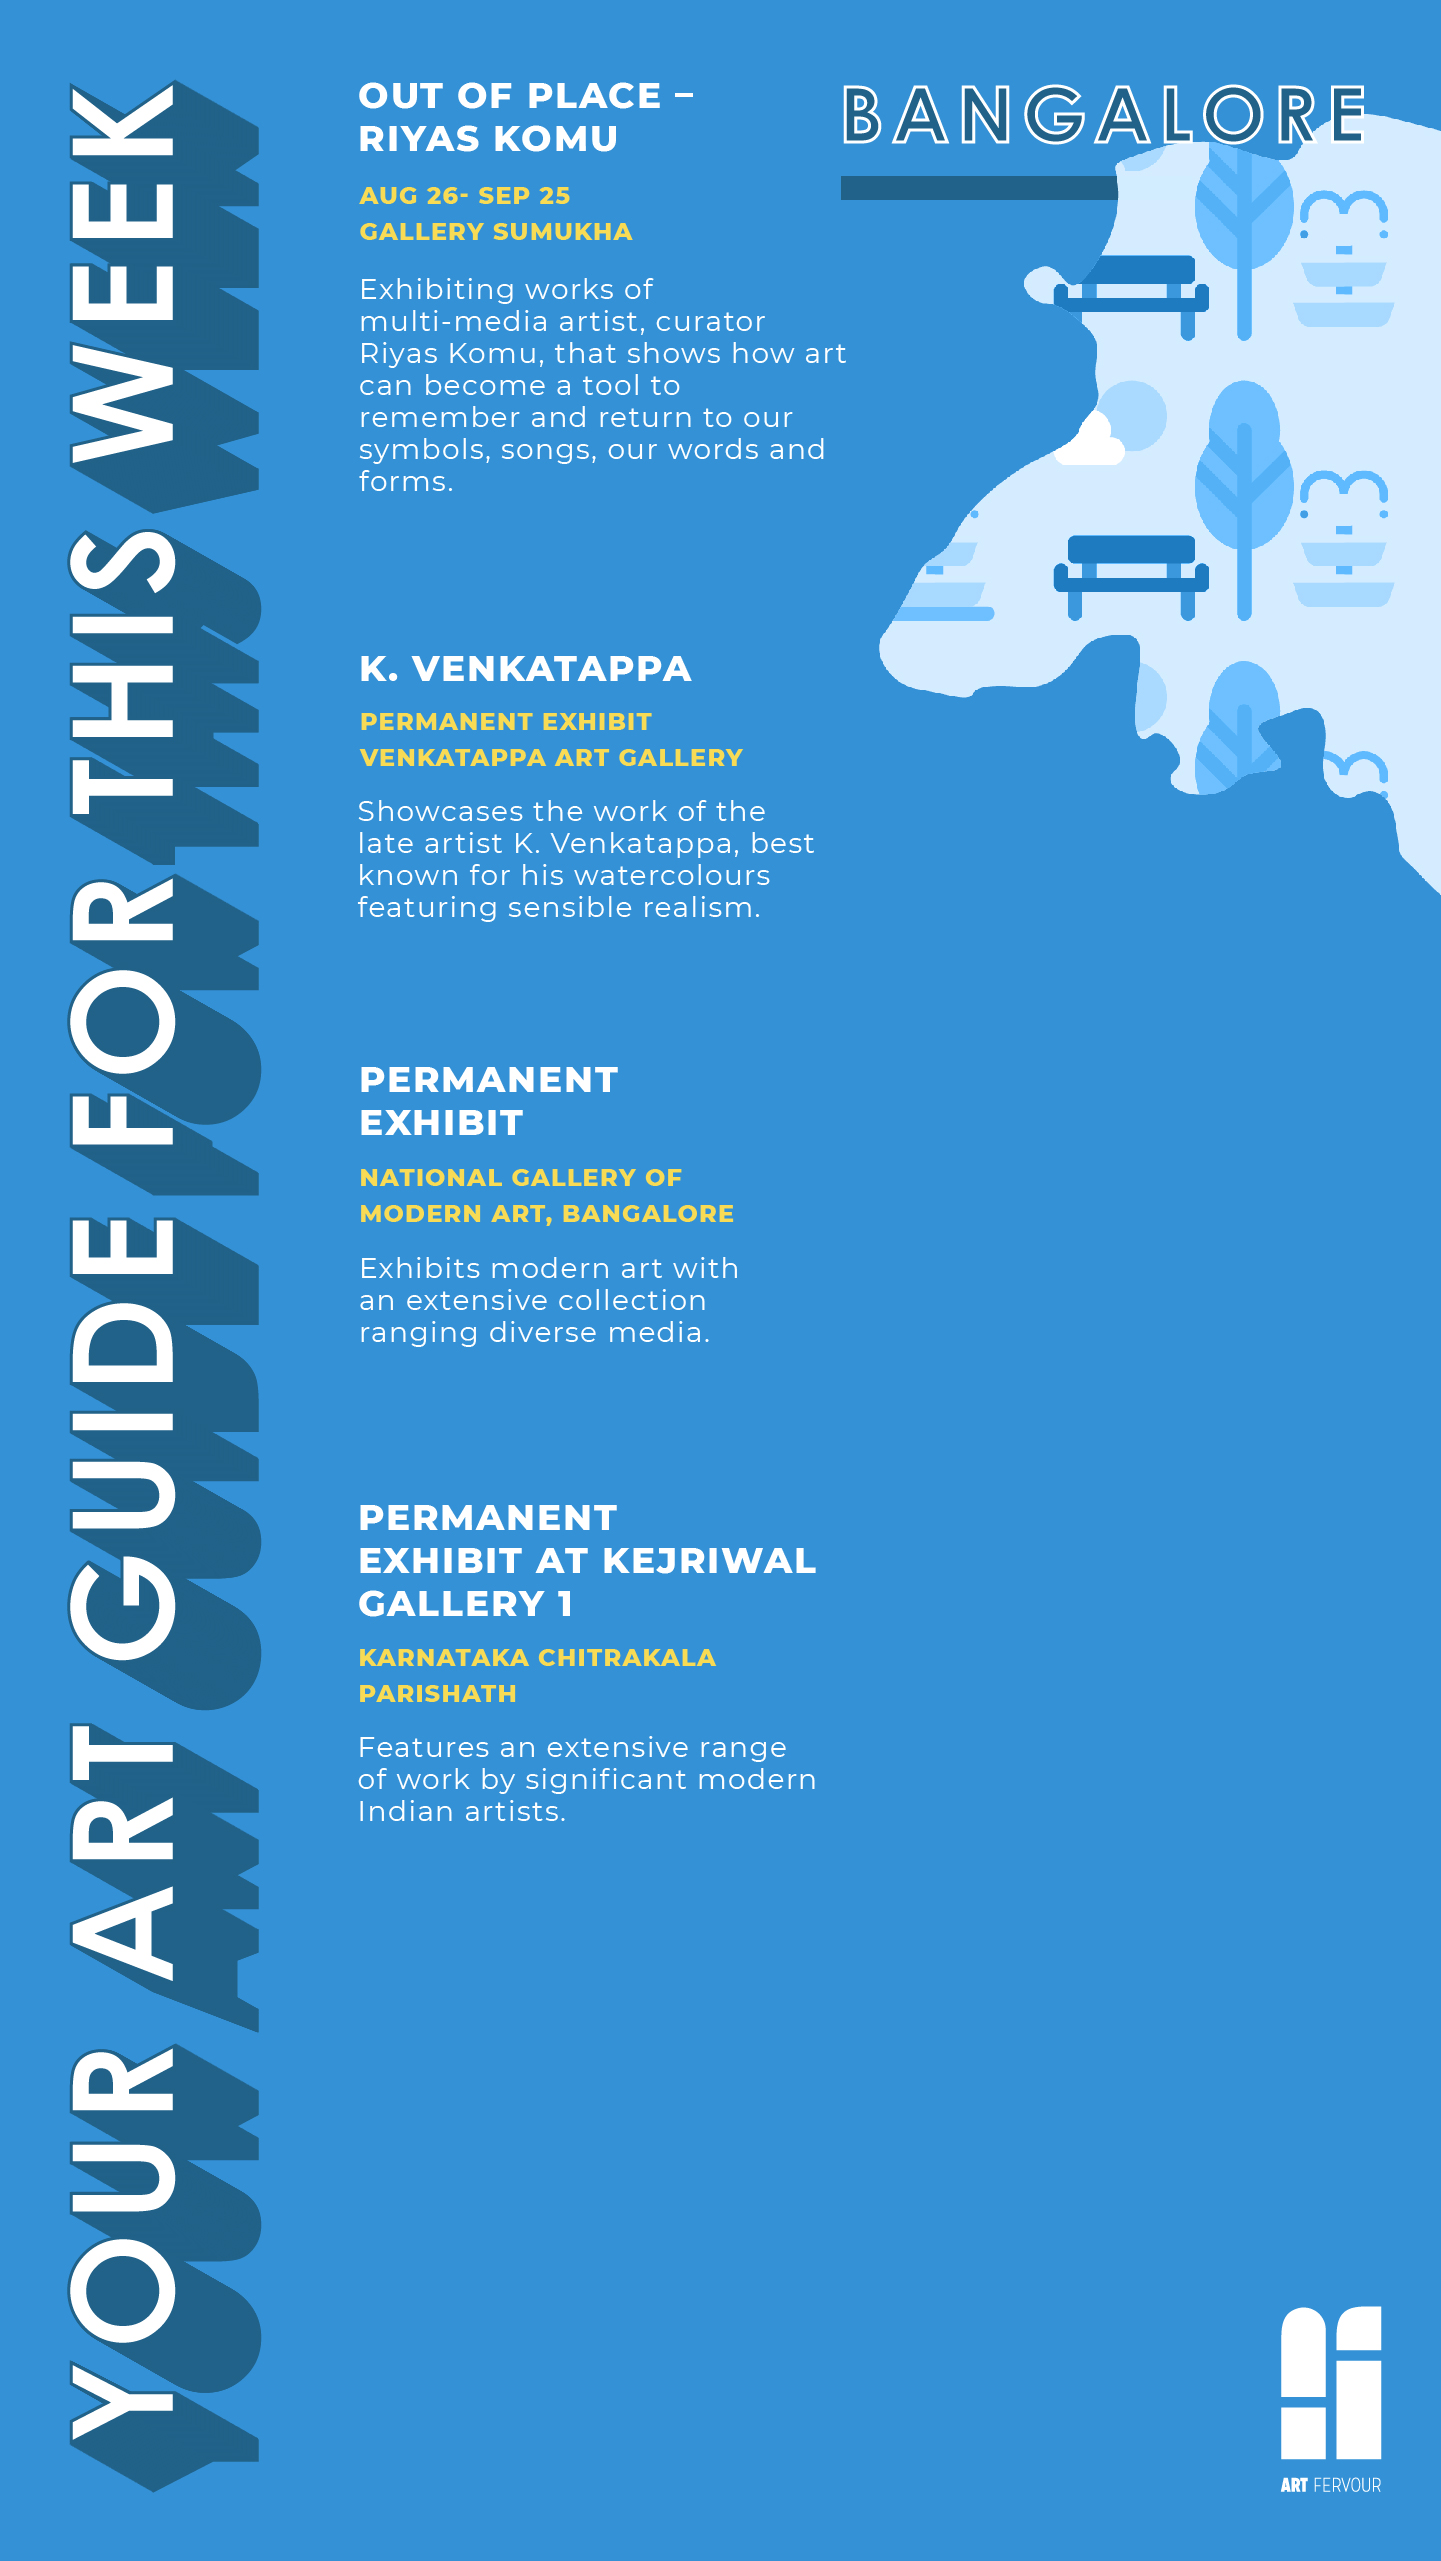 YOUR ART GUIDE FOR THIS WEEK
BANGALORE
OUT OF PLACE –
RIYAS KOMU
AUG 26- SEP 25
GALLERY SUMUKHA
Exhibiting works of
multi-media artist, curator
Riyas Komu, that shows how art
can become a tool to
remember and return to our
symbols, songs, our words and
forms.
K. VENKATAPPA
PERMANENT EXHIBIT
VENKATAPPA ART GALLERY
Showcases the work of the
late artist K. Venkatappa, best
known for his watercolours
featuring sensible realism.
PERMANENT
EXHIBIT
NATIONAL GALLERY OF
MODERN ART, BANGALORE
Exhibits modern art with
an extensive collection
ranging diverse media.
PERMANENT
EXHIBIT AT KEJRIWAL
GALLERY 1
KARNATAKA CHITRAKALA
PARISHATH
Features an extensive range
of work by significant modern
Indian artists.
ART FERVOUR